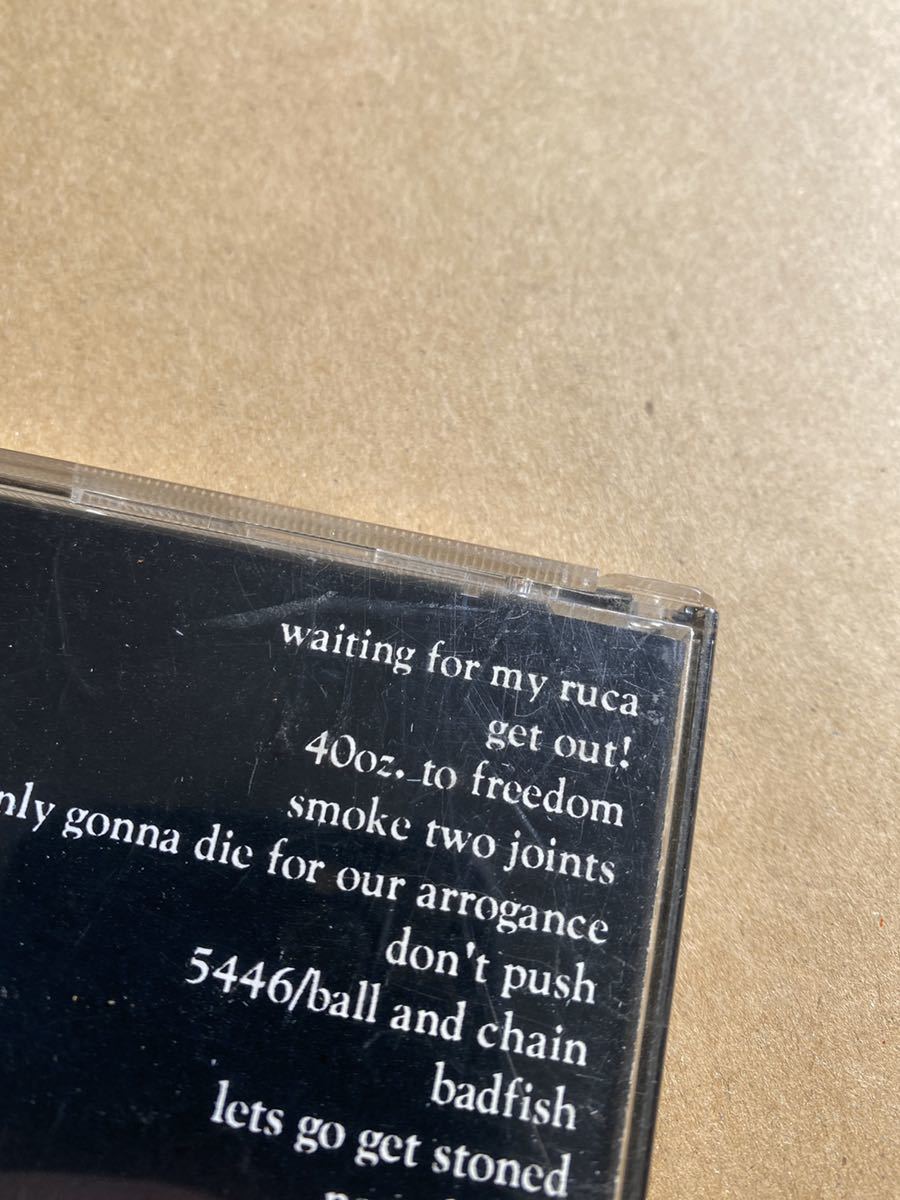 waiting for my ruca
get out!
40oz. to freedom
smoke two joints
gonna die for our arrogance
don't push
5446/ball and chain
badfish
lets go get stoned